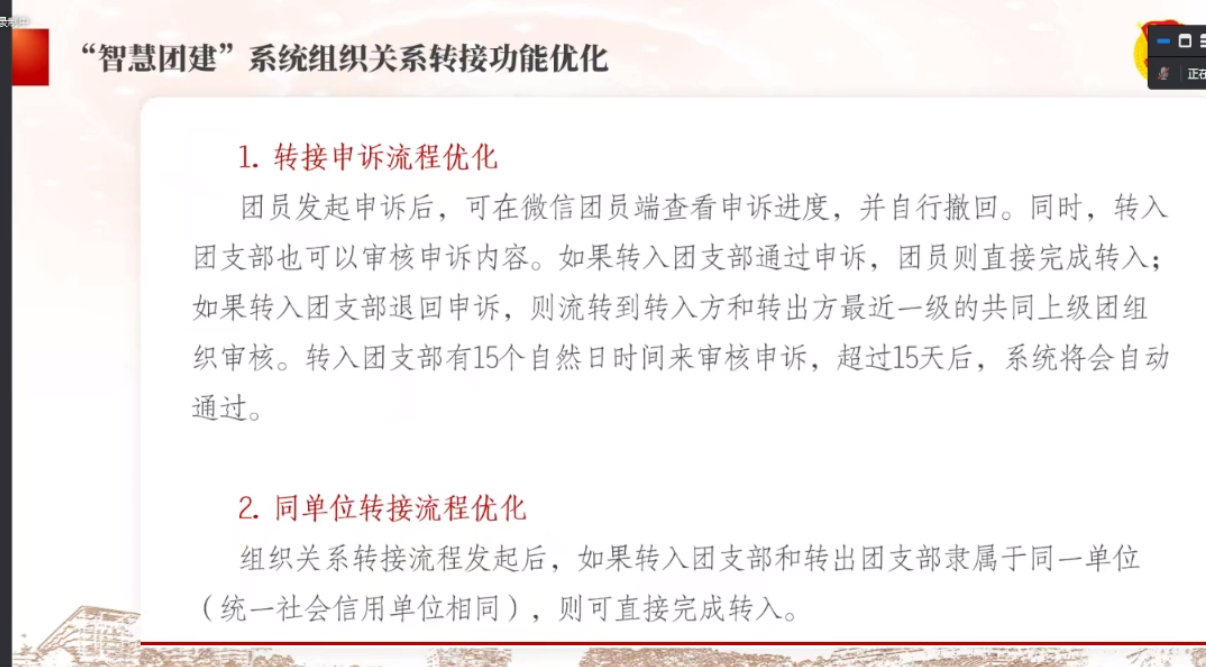 录制中
“智慧团建”系统组织关系转接功能优化
正在
1. 转接申诉流程优化
团员发起申诉后，可在微信团员端查看申诉进度，并自行撤回。同时，转入
团支部也可以审核申诉内容。如果转入团支部通过申诉，团员则直接完成转入；
如果转入团支部退回申诉，则流转到转入方和转出方最近一级的共同上级团组
织审核。转入团支部有15个自然日时间来审核申诉，超过15天后，系统将会自动
通过。
2. 同单位转接流程优化
组织关系转接流程发起后，如果转入团支部和转出团支部隶属于同一单位
（统一社会信用单位相同），则可直接完成转入。